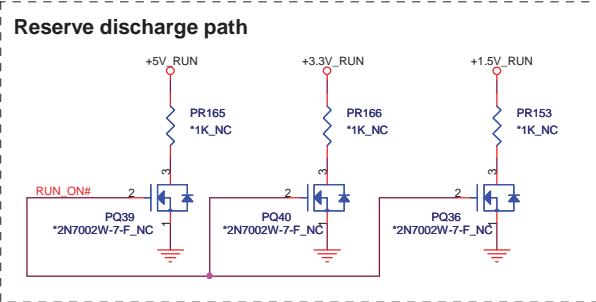 Reserve discharge path
+5V_RUN
+3.3V_RUN
+1.5V_RUN
PR165
*1K_NC
PR166
*1K_NC
PR153
*1K_NC
3
3
3
RUN_ON#
2
2
2
PQ39
*2N7002W-7-F_NC
1
PQ40
*2N7002W-7-F_NC
1
PQ36
*2N7002W-7-F_NC
1